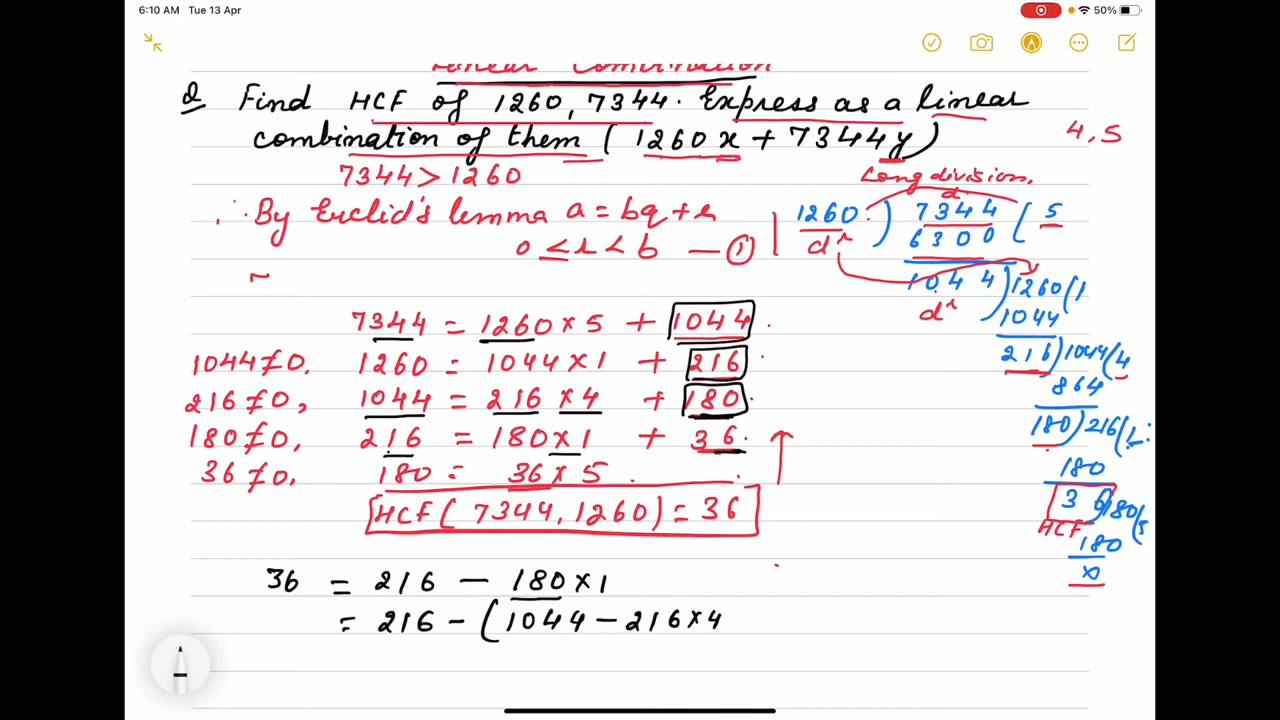 6:10 AM Tue 13 Apr
50%
Linear Combination
Q Find HCF of 1260, 7344. Express as a linear
combination of them (1260x + 7344y)
4, 5
7344 > 1260
∴ By Euclid's lemma a = bq + r
0 ≤ r < b — ①
7344 = 1260 × 5 + 1044
1044 ≠ 0, 1260 = 1044 × 1 + 216
216 ≠ 0, 1044 = 216 × 4 + 180
180 ≠ 0, 216 = 180 × 1 + 36
36 ≠ 0, 180 = 36 × 5
HCF (7344, 1260) = 36
36 = 216 − 180 × 1
= 216 − (1044 − 216 × 4
Long division
d
1260 ) 7344 ( 5
dr 6300
1044 ) 1260 ( 1
dr 1044
216 ) 1044 ( 4
864
180 ) 216 ( 1
180
36 ) 180 ( 5
HCF 180
x